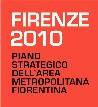 FIRENZE
2010
PIANO
STRATEGICO
DELL'AREA
METROPOLITANA
FIORENTINA